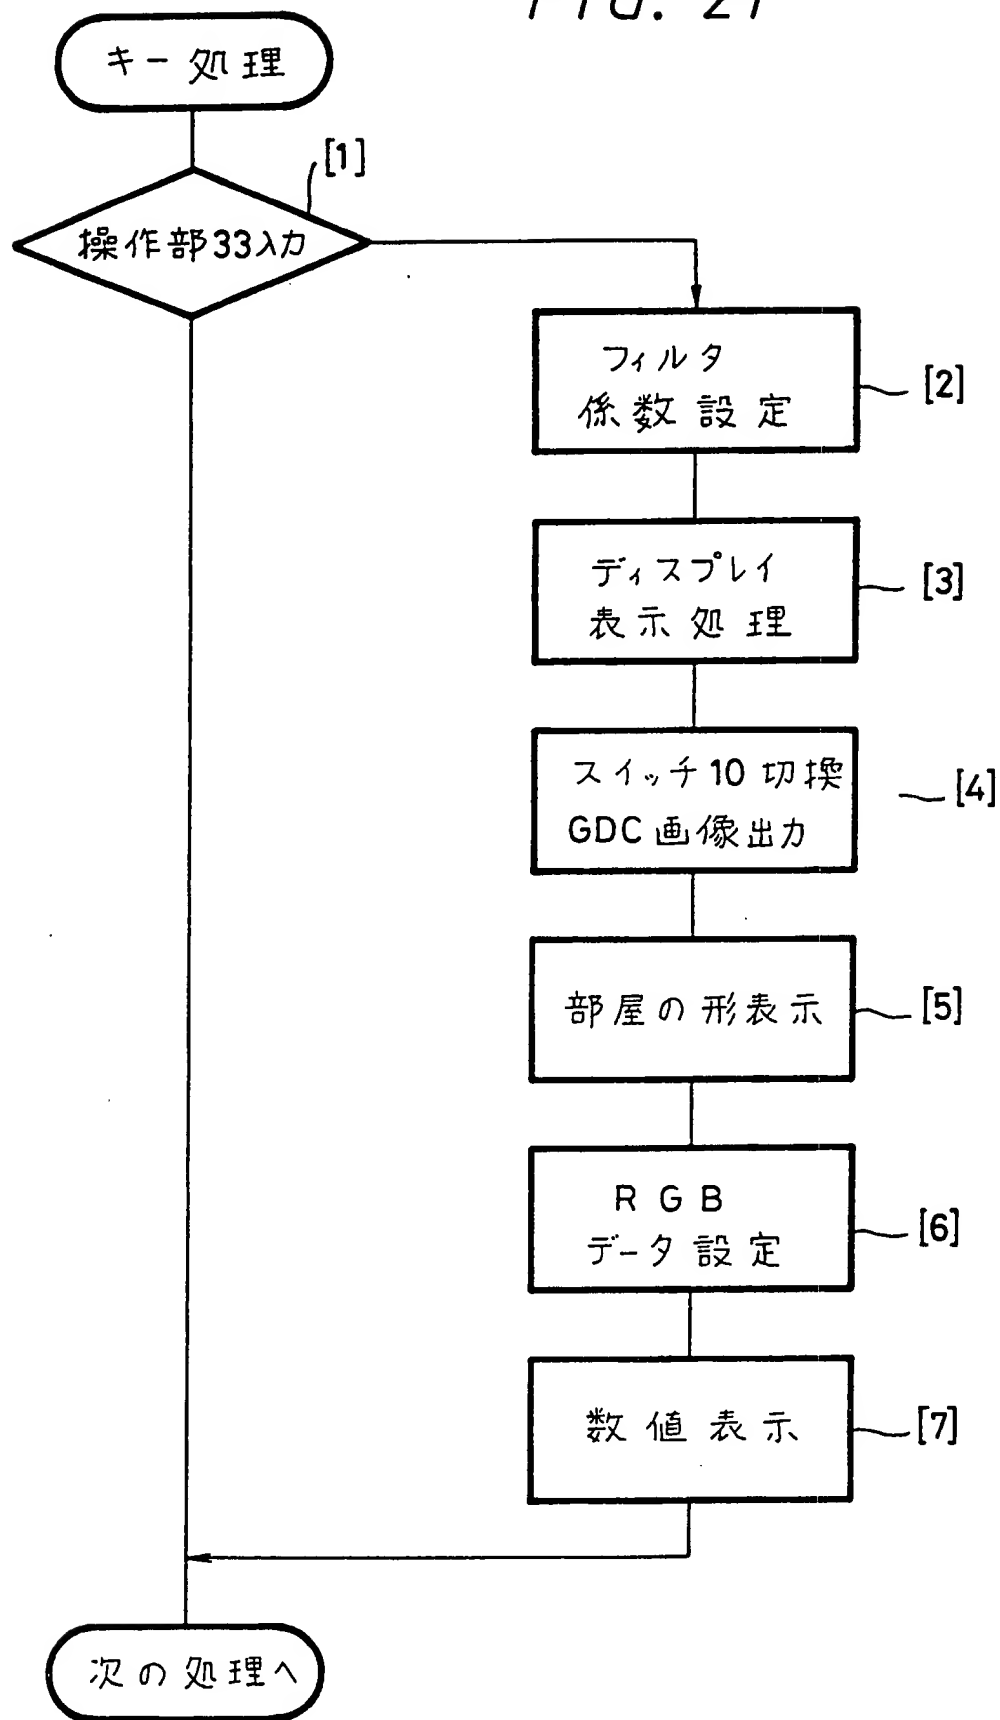 FIG. 21
キー処理
[1]
操作部33入力
フィルタ
係数設定
[2]
ディスプレイ
表示処理
[3]
スイッチ10切換
GDC画像出力
[4]
部屋の形表示
[5]
RGB
データ設定
[6]
数値表示
[7]
次の処理へ